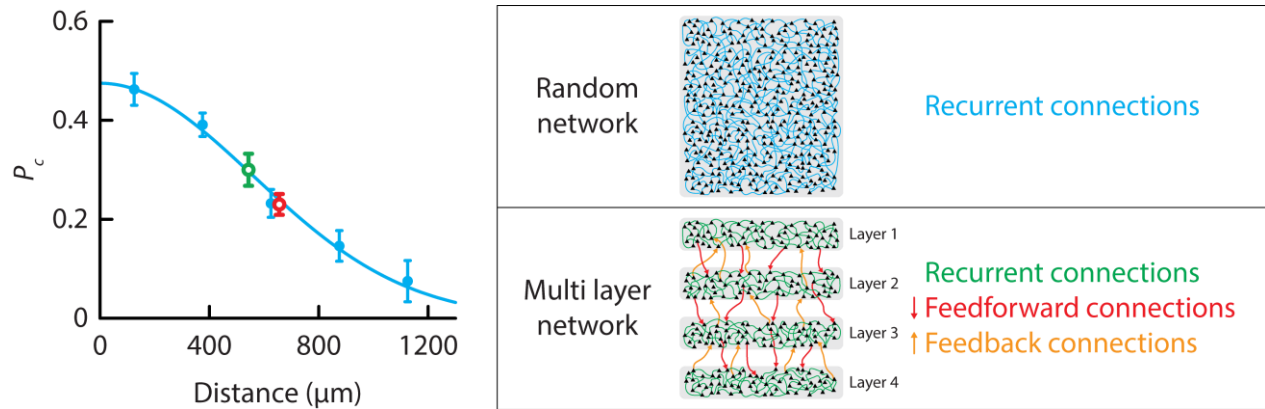 0.6
0.4
0.2
0
P_c
0
400
800
1200
Distance (μm)
Random
network
Recurrent connections
Multi layer
network
Layer 1
Layer 2
Layer 3
Layer 4
Recurrent connections
↓ Feedforward connections
↑ Feedback connections